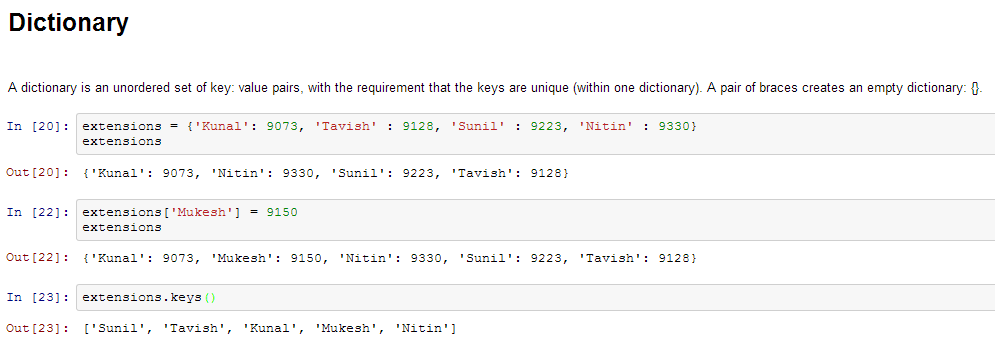 Dictionary
A dictionary is an unordered set of key: value pairs, with the requirement that the keys are unique (within one dictionary). A pair of braces creates an empty dictionary: {}.
In [20]: extensions = {'Kunal': 9073, 'Tavish' : 9128, 'Sunil' : 9223, 'Nitin' : 9330}
extensions
Out[20]: {'Kunal': 9073, 'Nitin': 9330, 'Sunil': 9223, 'Tavish': 9128}
In [22]: extensions['Mukesh'] = 9150
extensions
Out[22]: {'Kunal': 9073, 'Mukesh': 9150, 'Nitin': 9330, 'Sunil': 9223, 'Tavish': 9128}
In [23]: extensions.keys()
Out[23]: ['Sunil', 'Tavish', 'Kunal', 'Mukesh', 'Nitin']